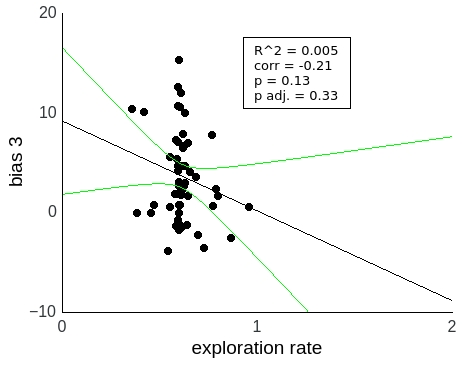 20
R^2 = 0.005
corr = -0.21
p = 0.13
p adj. = 0.33
10
bias 3
0
−10
0 1 2
exploration rate